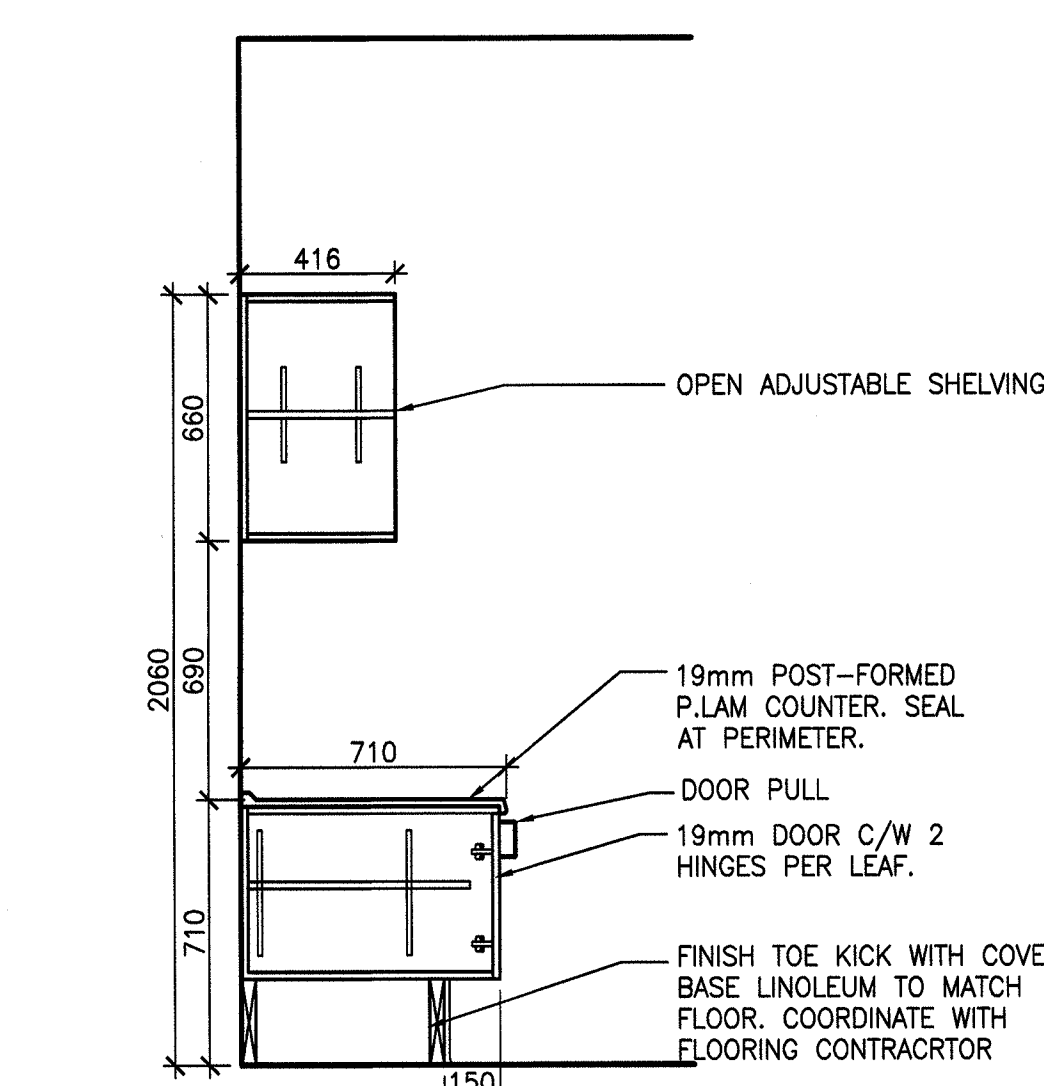 416
OPEN ADJUSTABLE SHELVING
660
2060
690
19mm POST-FORMED
P.LAM COUNTER. SEAL
AT PERIMETER.
710
DOOR PULL
19mm DOOR C/W 2
HINGES PER LEAF.
710
FINISH TOE KICK WITH COVE
BASE LINOLEUM TO MATCH
FLOOR. COORDINATE WITH
FLOORING CONTRACRTOR
150